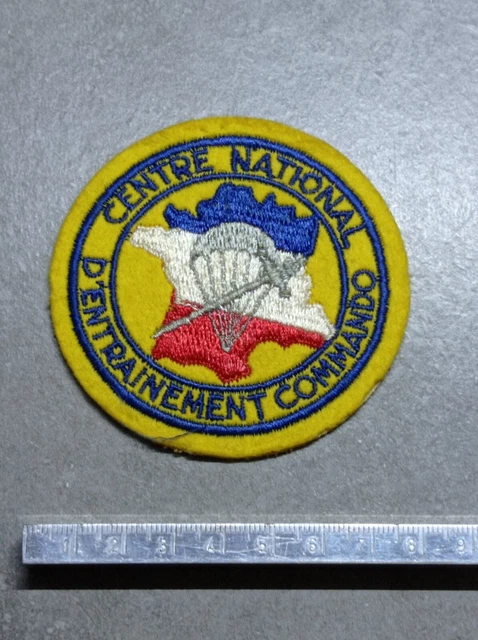 CENTRE NATIONAL
D'ENTRAINEMENT COMMANDO
1 2 3 4 5 6 7 8 9